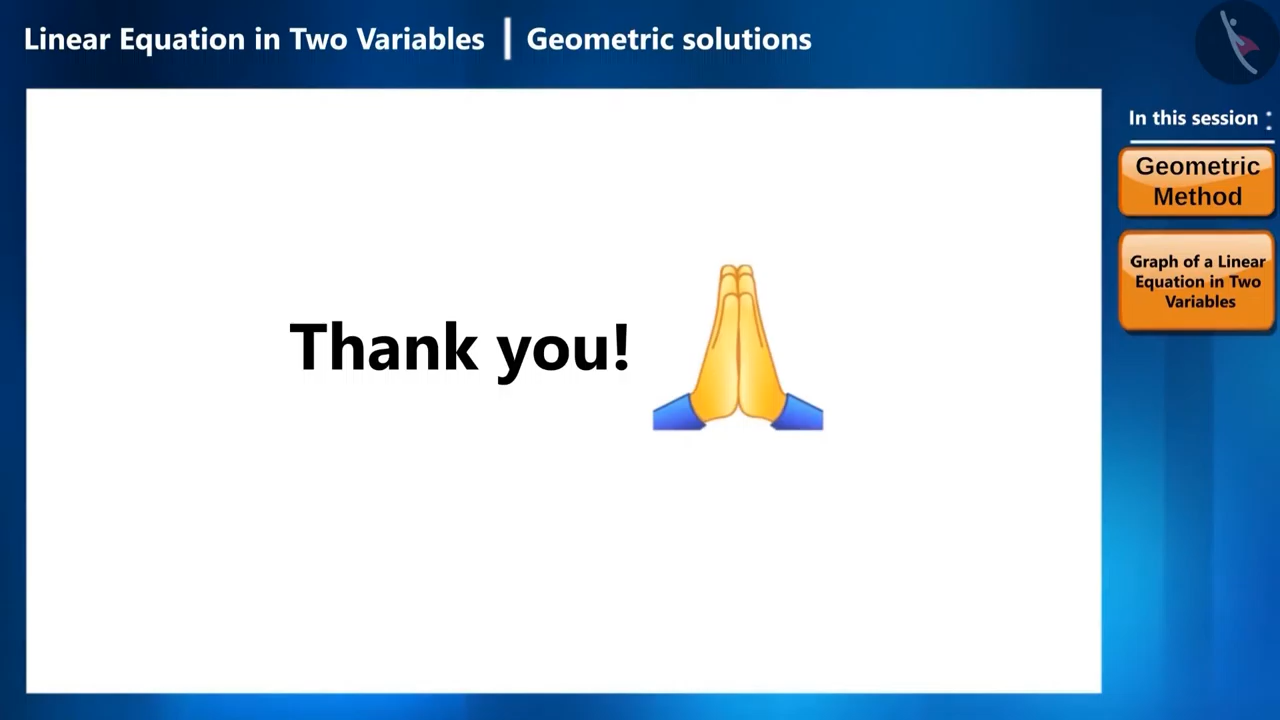 Linear Equation in Two Variables | Geometric solutions
In this session :
Geometric
Method
Graph of a Linear
Equation in Two
Variables
Thank you!